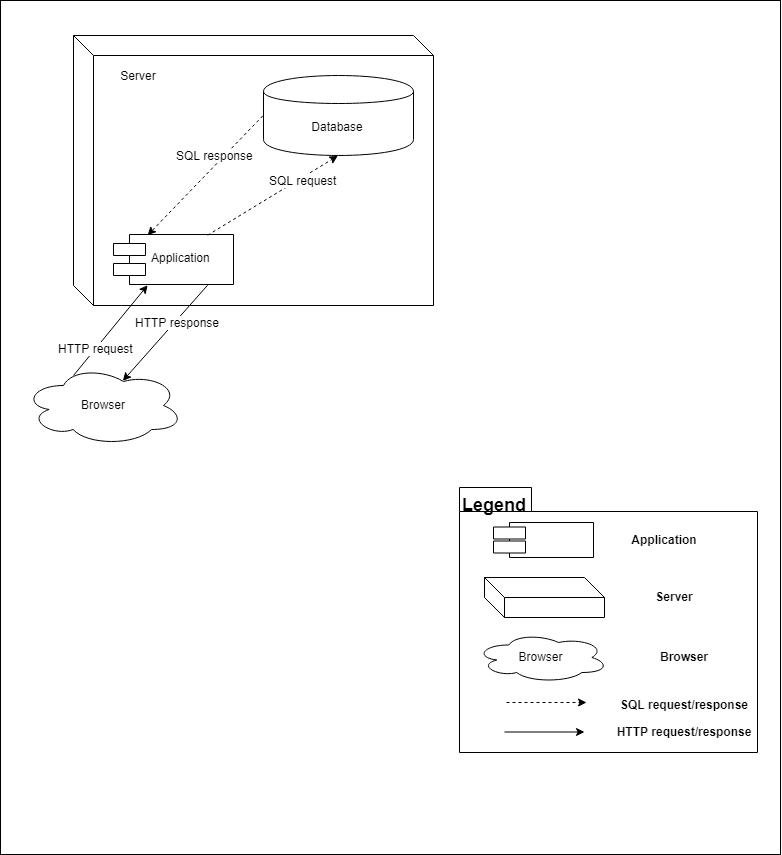 Server
Database
SQL response
SQL request
Application
HTTP response
HTTP request
Browser
Legend
Application
Server
Browser
Browser
SQL request/response
HTTP request/response